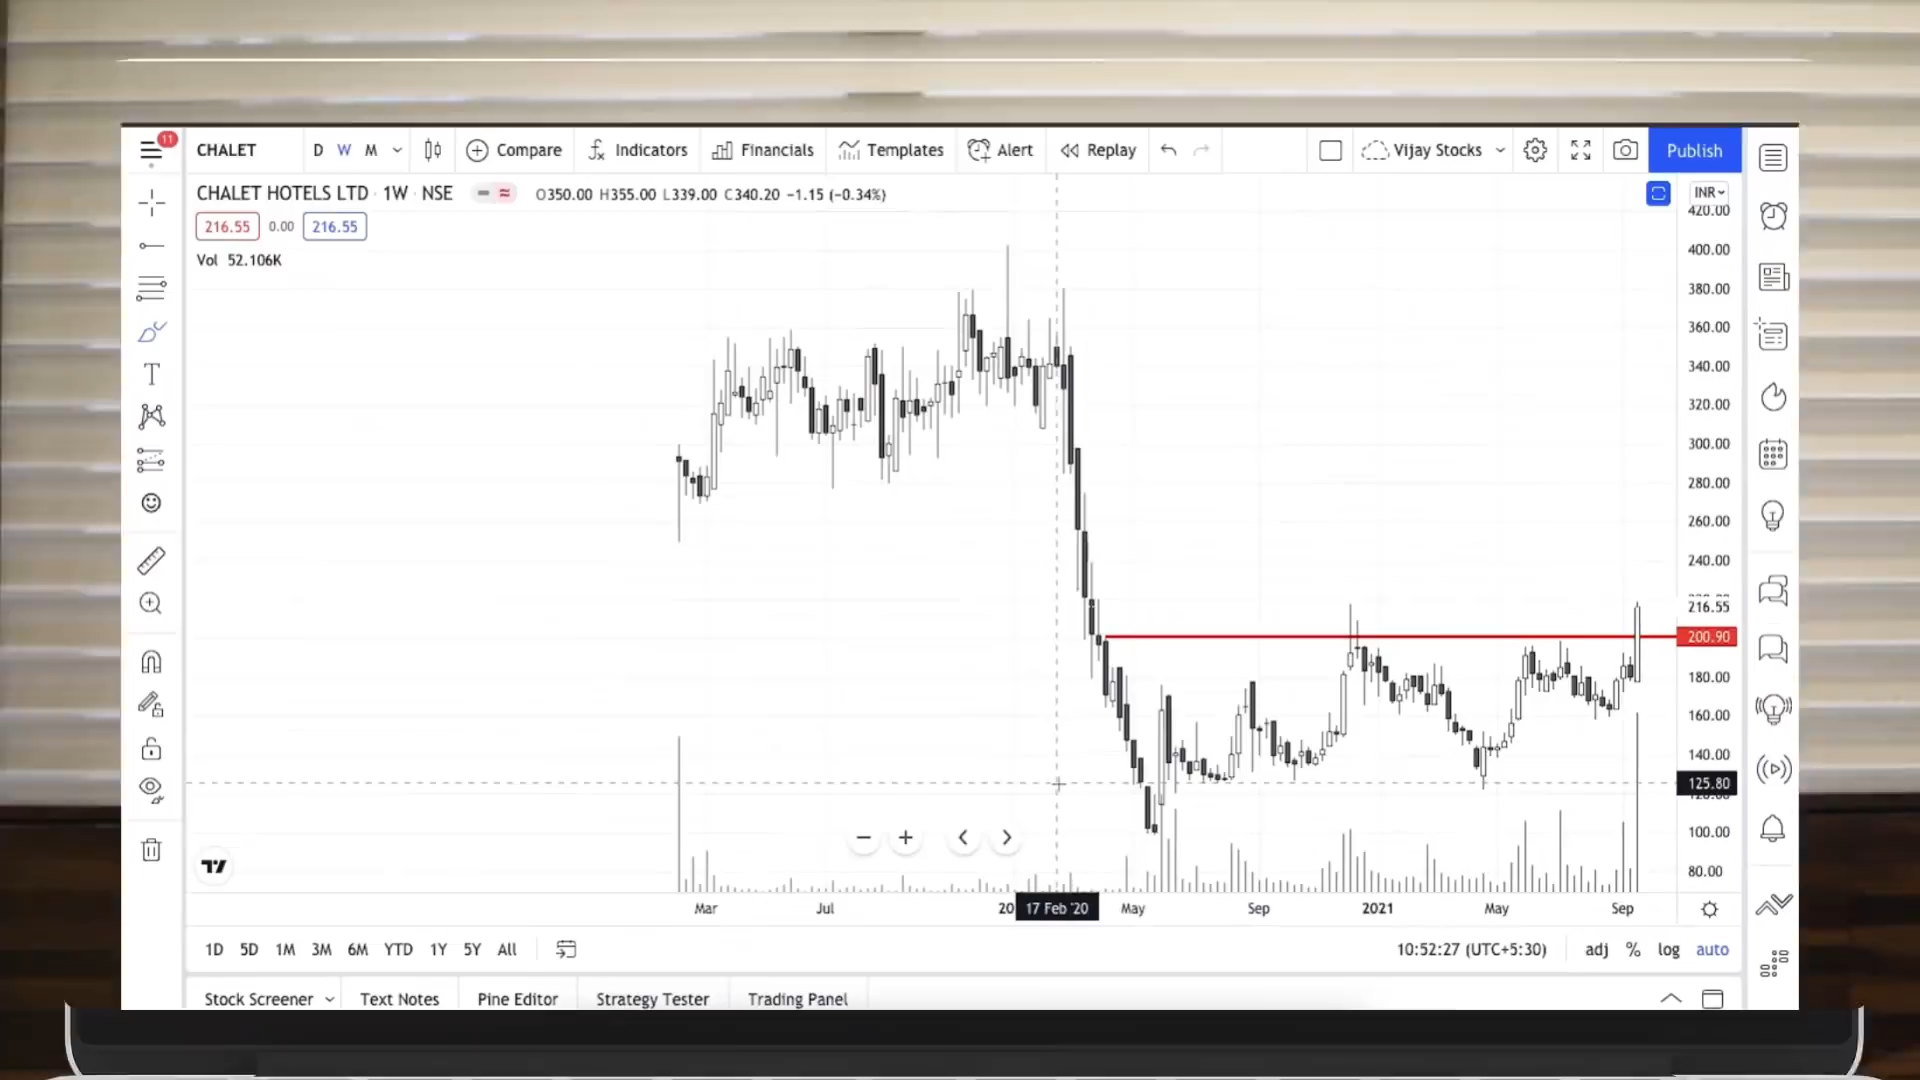 11
CHALET D W M Compare Indicators Financials Templates Alert Replay Vijay Stocks Publish
CHALET HOTELS LTD · 1W · NSE O350.00 H355.00 L339.00 C340.20 −1.15 (−0.34%) INR
216.55 0.00 216.55
Vol 52.106K
420.00
400.00
380.00
360.00
340.00
320.00
300.00
280.00
260.00
240.00
216.55
200.90
180.00
160.00
140.00
125.80
100.00
80.00
Mar Jul 20 17 Feb '20 May Sep 2021 May Sep
1D 5D 1M 3M 6M YTD 1Y 5Y All 10:52:27 (UTC+5:30) adj % log auto
Stock Screener Text Notes Pine Editor Strategy Tester Trading Panel